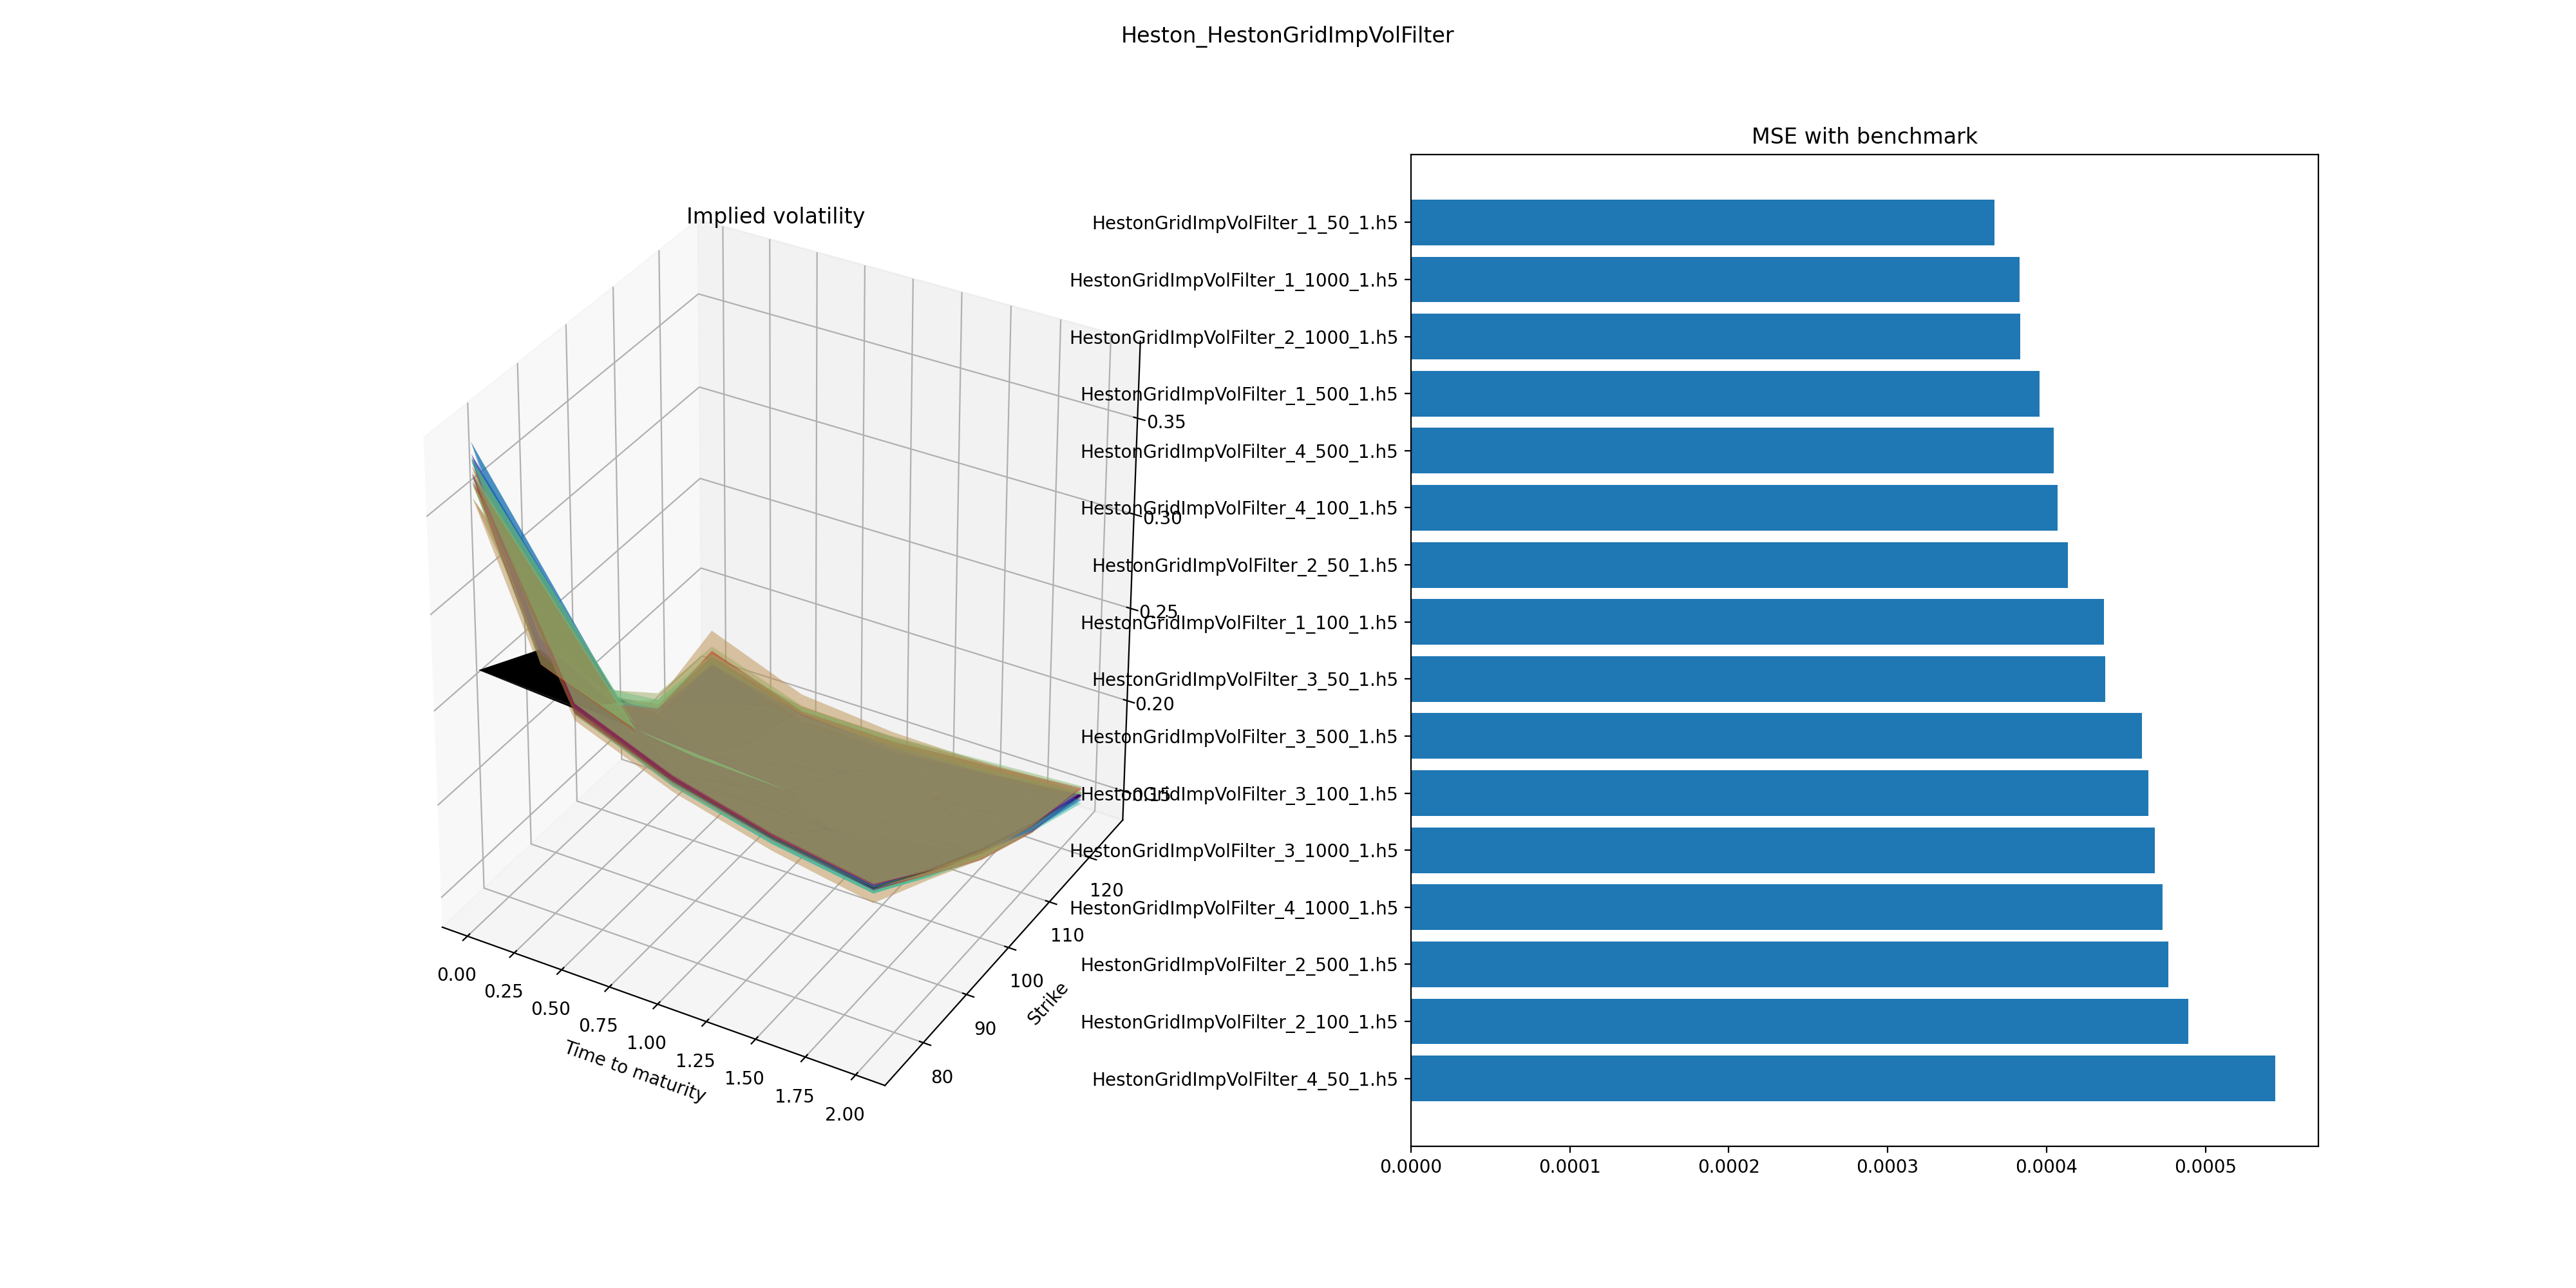 Heston_HestonGridImpVolFilter
Implied volatility
0.35
0.30
0.25
0.20
0.15
0.00
0.25
0.50
0.75
1.00
1.25
1.50
1.75
2.00
Time to maturity
80
90
100
110
120
Strike
MSE with benchmark
HestonGridImpVolFilter_1_50_1.h5
HestonGridImpVolFilter_1_1000_1.h5
HestonGridImpVolFilter_2_1000_1.h5
HestonGridImpVolFilter_1_500_1.h5
HestonGridImpVolFilter_4_500_1.h5
HestonGridImpVolFilter_4_100_1.h5
HestonGridImpVolFilter_2_50_1.h5
HestonGridImpVolFilter_1_100_1.h5
HestonGridImpVolFilter_3_50_1.h5
HestonGridImpVolFilter_3_500_1.h5
HestonGridImpVolFilter_3_100_1.h5
HestonGridImpVolFilter_3_1000_1.h5
HestonGridImpVolFilter_4_1000_1.h5
HestonGridImpVolFilter_2_500_1.h5
HestonGridImpVolFilter_2_100_1.h5
HestonGridImpVolFilter_4_50_1.h5
0.0000 0.0001 0.0002 0.0003 0.0004 0.0005